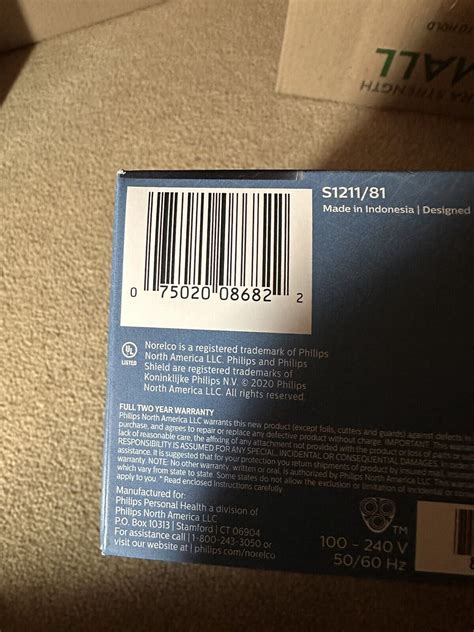 TO HOLD
STRENGTH
ALL
S1211/81
Made in Indonesia | Designed
0 75020 08682 2
UL
LISTED
Norelco is a registered trademark of Philips
North America LLC. Philips and Philips
Shield are registered trademarks of
Koninklijke Philips N.V. © 2020 Philips
North America LLC. All rights reserved.
FULL TWO YEAR WARRANTY
Philips North America LLC warrants this new product (except foils, cutters and guards) against defects
purchase, and agrees to repair or replace any defective product without charge. IMPORTANT
lack of reasonable care, the affixing of any attachment not provided with the product or loss of parts
RESPONSIBILITY IS ASSUMED FOR ANY SPECIAL, INCIDENTAL OR CONSEQUENTIAL DAMAGES.
assistance. It is suggested that for your protection you return shipments of product by
warranty. NOTE: No other warranty, written or oral, is authorized by Philips North America LLC. This
which vary from state to state. Some states do not allow the exclusion or limitation of incidental or
apply to you. * Read enclosed Instructions carefully
Manufactured for:
Philips Personal Health a division of
Philips North America LLC
P.O. Box 10313 | Stamford | CT 06904
For assistance call | 1-800-243-3050 or
visit our website at | philips.com/norelco
TM
100 - 240 V
50/60 Hz